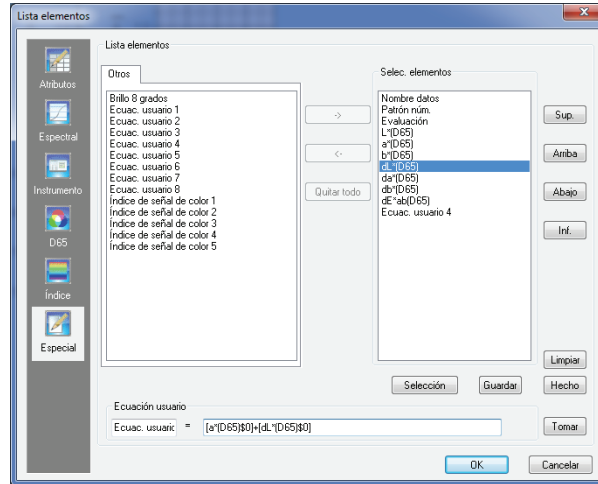 Lista elementos
Lista elementos
Atributos
Espectral
Instrumento
D65
Índice
Especial
Otros
Brillo 8 grados
Ecuac. usuario 1
Ecuac. usuario 2
Ecuac. usuario 3
Ecuac. usuario 4
Ecuac. usuario 5
Ecuac. usuario 6
Ecuac. usuario 7
Ecuac. usuario 8
Índice de señal de color 1
Índice de señal de color 2
Índice de señal de color 3
Índice de señal de color 4
Índice de señal de color 5
->
<-
Quitar todo
Selec. elementos
Nombre datos
Patrón núm.
Evaluación
L*(D65)
a*(D65)
b*(D65)
dL*(D65)
da*(D65)
db*(D65)
dE*ab(D65)
Ecuac. usuario 4
Sup.
Arriba
Abajo
Inf.
Limpiar
Selección
Guardar
Hecho
Ecuación usuario
Ecuac. usuaric = [a*(D65)$0]+[dL*(D65)$0]
Tomar
OK
Cancelar